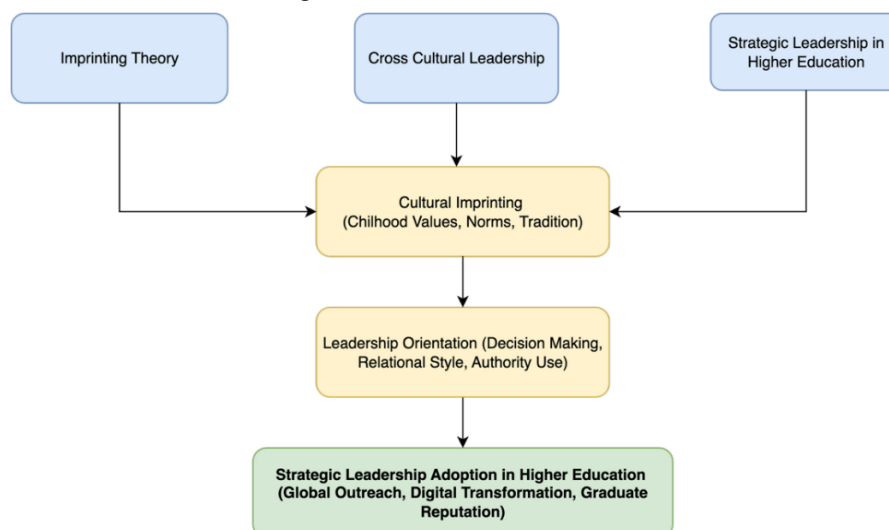 Imprinting Theory
Cross Cultural Leadership
Strategic Leadership in
Higher Education
Cultural Imprinting
(Chilhood Values, Norms, Tradition)
Leadership Orientation (Decision Making,
Relational Style, Authority Use)
Strategic Leadership Adoption in Higher Education
(Global Outreach, Digital Transformation, Graduate
Reputation)